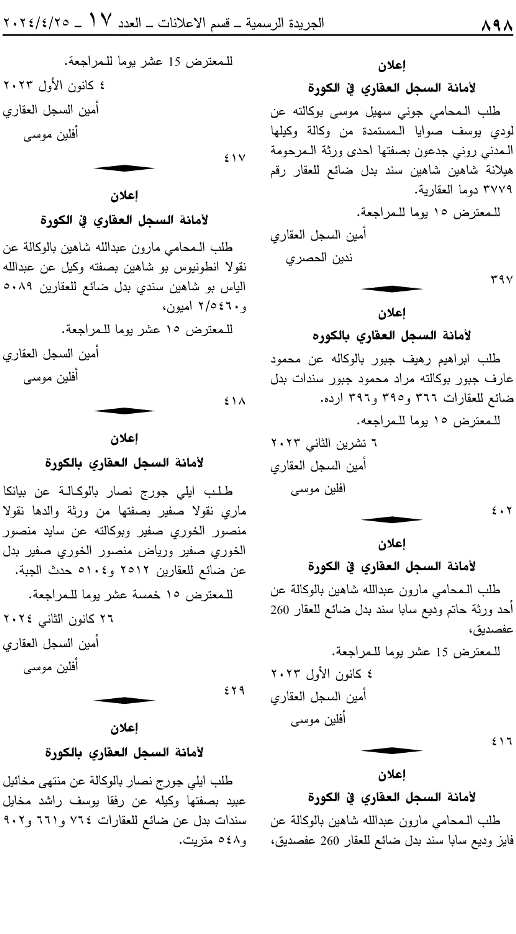 ٨٩٨
الجريدة الرسمية – قسم الاعلانات – العدد ١٧ – ٢٠٢٤/٤/٢٥
إعلان
لأمانة السجل العقاري في الكورة
طلب المحامي جوني سهيل موسى بوكالته عن
لودي يوسف صوايا المستمدة من وكالة وكيلها
المدني روني جدعون بصفتها احدى ورثة المرحومة
هيلانة شاهين شاهين سند بدل ضائع للعقار رقم
٣٧٧٩ دوما العقارية.
للمعترض ١٥ يوما للمراجعة.
أمين السجل العقاري
ندين الحصري
٣٩٧
إعلان
لأمانة السجل العقاري بالكوره
طلب ابراهيم رهيف جبور بالوكاله عن محمود
عارف جبور بوكالته مراد محمود جبور سندات بدل
ضائع للعقارات ٣٦٦ و٣٩٥ و٣٩٦ ارده.
للمعترض ١٥ يوما للمراجعه.
٦ تشرين الثاني ٢٠٢٣
أمين السجل العقاري
افلين موسى
٤٠٢
إعلان
لأمانة السجل العقاري في الكورة
طلب المحامي مارون عبدالله شاهين بالوكالة عن
أحد ورثة حاتم وديع سابا سند بدل ضائع للعقار 260
عفصديق،
للمعترض 15 عشر يوما للمراجعة.
٤ كانون الأول ٢٠٢٣
أمين السجل العقاري
أفلين موسى
٤١٦
إعلان
لأمانة السجل العقاري في الكورة
طلب المحامي مارون عبدالله شاهين بالوكالة عن
فايز وديع سابا سند بدل ضائع للعقار 260 عفصديق،
للمعترض 15 عشر يوما للمراجعة.
٤ كانون الأول ٢٠٢٣
أمين السجل العقاري
أفلين موسى
٤١٧
إعلان
لأمانة السجل العقاري في الكورة
طلب المحامي مارون عبدالله شاهين بالوكالة عن
نقولا انطونيوس بو شاهين بصفته وكيل عن عبدالله
الياس بو شاهين سندي بدل ضائع للعقارين ٥٠٨٩
و٢/٥٤٦٠ اميون،
للمعترض ١٥ عشر يوما للمراجعة.
أمين السجل العقاري
أفلين موسى
٤١٨
إعلان
لأمانة السجل العقاري بالكورة
طلب ايلي جورج نصار بالوكالة عن بيانكا
ماري نقولا صفير بصفتها من ورثة والدها نقولا
منصور الخوري صفير وبوكالته عن سايد منصور
الخوري صفير ورياض منصور الخوري صفير بدل
عن ضائع للعقارين ٢٥١٢ و٥١٠٤ حدث الجبة.
للمعترض ١٥ خمسة عشر يوما للمراجعة.
٢٦ كانون الثاني ٢٠٢٤
أمين السجل العقاري
أفلين موسى
٤٢٩
إعلان
لأمانة السجل العقاري بالكورة
طلب ايلي جورج نصار بالوكالة عن منتهى مخائيل
عبيد بصفتها وكيله عن رفقا يوسف راشد مخايل
سندات بدل عن ضائع للعقارات ٧٦٤ و٦٦١ و٩٠٢
و٥٤٨ متريت.